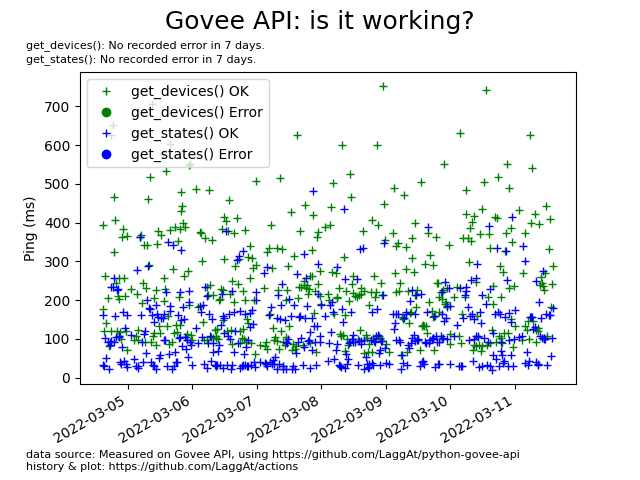 Govee API: is it working?
get_devices(): No recorded error in 7 days.
get_states(): No recorded error in 7 days.
get_devices() OK
get_devices() Error
get_states() OK
get_states() Error
700
600
500
400
300
200
100
0
Ping (ms)
2022-03-05
2022-03-06
2022-03-07
2022-03-08
2022-03-09
2022-03-10
2022-03-11
data source: Measured on Govee API, using https://github.com/LaggAt/python-govee-api
history & plot: https://github.com/LaggAt/actions